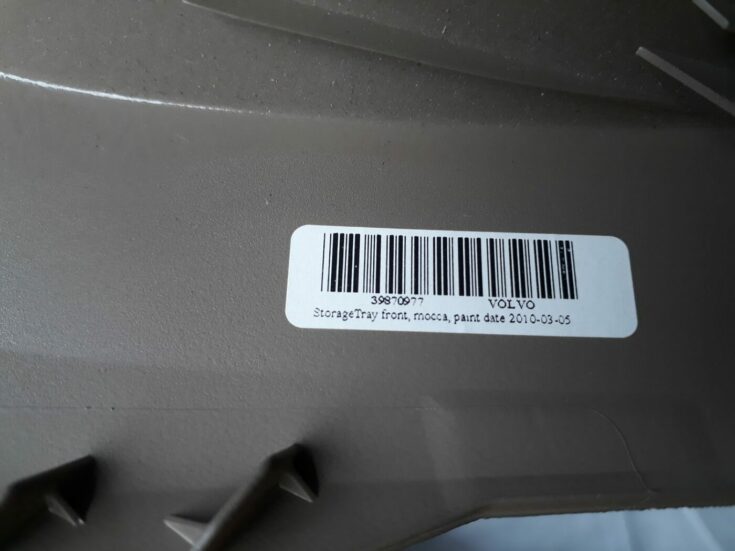 39870977 VOLVO
StorageTray front, mocca, paint date 2010-03-05